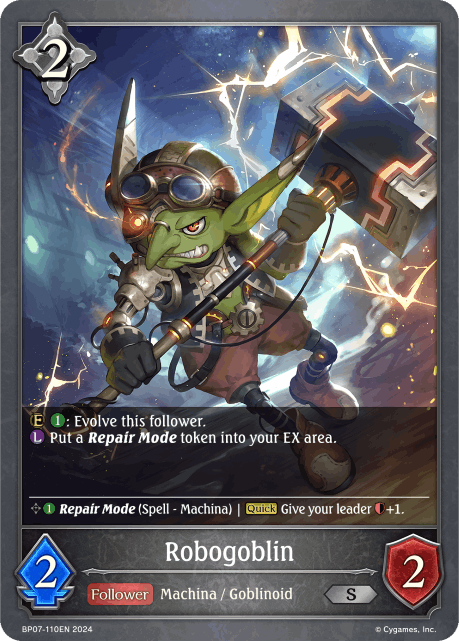 2
E 1: Evolve this follower.
L Put a Repair Mode token into your EX area.
1 Repair Mode (Spell - Machina) | Quick Give your leader +1.
Robogoblin
2
Follower Machina / Goblinoid
S
2
BP07-110EN 2024
© Cygames, Inc.